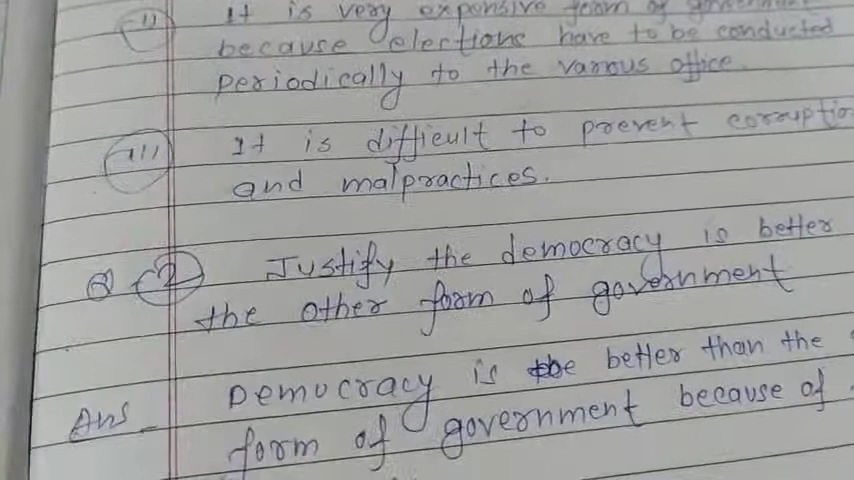 ii) It is very expensive form of
because elections have to be conducted
periodically to the various office.
iii) It is difficult to prevent corruptio
and malpractices.
Q (2) Justify the democracy is better
the other form of government
Ans - Democracy is better than the
form of government because of